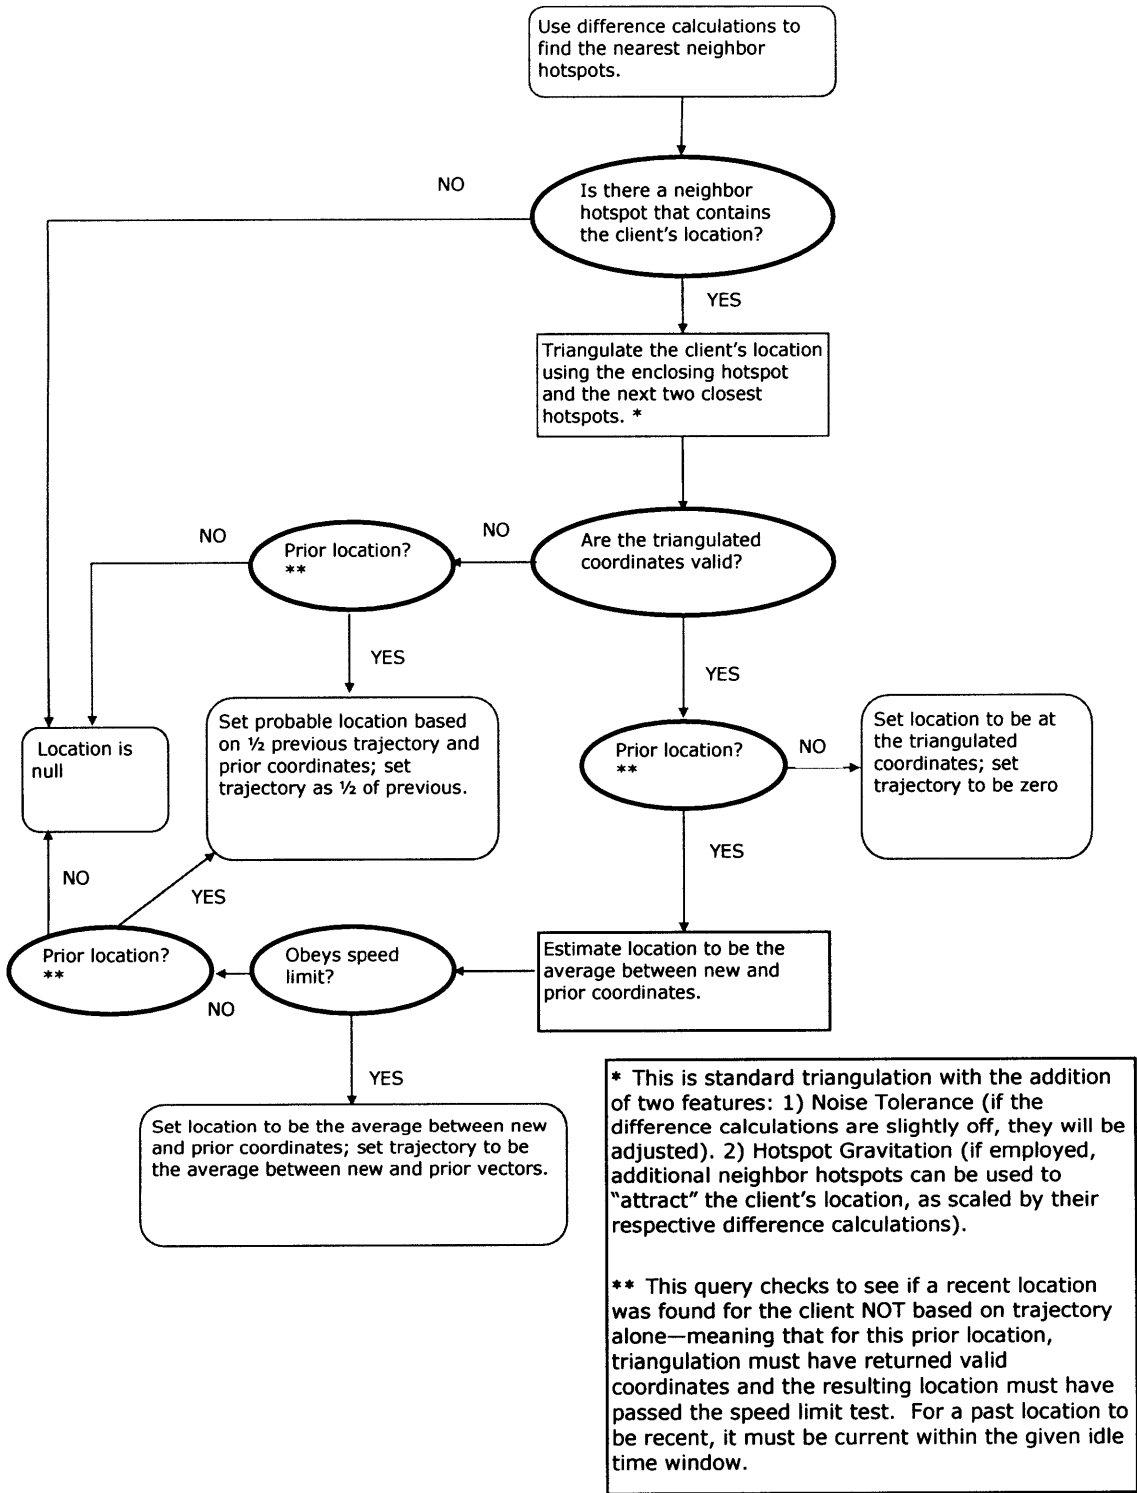 Use difference calculations to
find the nearest neighbor
hotspots.
NO
Is there a neighbor
hotspot that contains
the client's location?
YES
Triangulate the client's location
using the enclosing hotspot
and the next two closest
hotspots. *
NO
Prior location?
**
NO
Are the triangulated
coordinates valid?
YES
YES
Location is
null
Set probable location based
on ½ previous trajectory and
prior coordinates; set
trajectory as ½ of previous.
Prior location?
**
NO
Set location to be at
the triangulated
coordinates; set
trajectory to be zero
YES
NO
YES
Prior location?
**
NO
Obeys speed
limit?
Estimate location to be the
average between new and
prior coordinates.
YES
Set location to be the average between new
and prior coordinates; set trajectory to be
the average between new and prior vectors.
* This is standard triangulation with the addition
of two features: 1) Noise Tolerance (if the
difference calculations are slightly off, they will be
adjusted). 2) Hotspot Gravitation (if employed,
additional neighbor hotspots can be used to
"attract" the client's location, as scaled by their
respective difference calculations).
** This query checks to see if a recent location
was found for the client NOT based on trajectory
alone—meaning that for this prior location,
triangulation must have returned valid
coordinates and the resulting location must have
passed the speed limit test. For a past location to
be recent, it must be current within the given idle
time window.